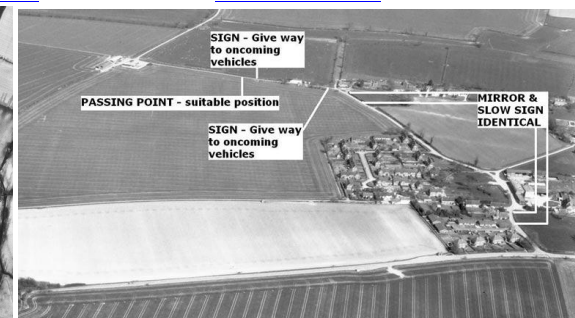 SIGN - Give way
to oncoming
vehicles
PASSING POINT - suitable position
SIGN - Give way
to oncoming
vehicles
MIRROR &
SLOW SIGN
IDENTICAL